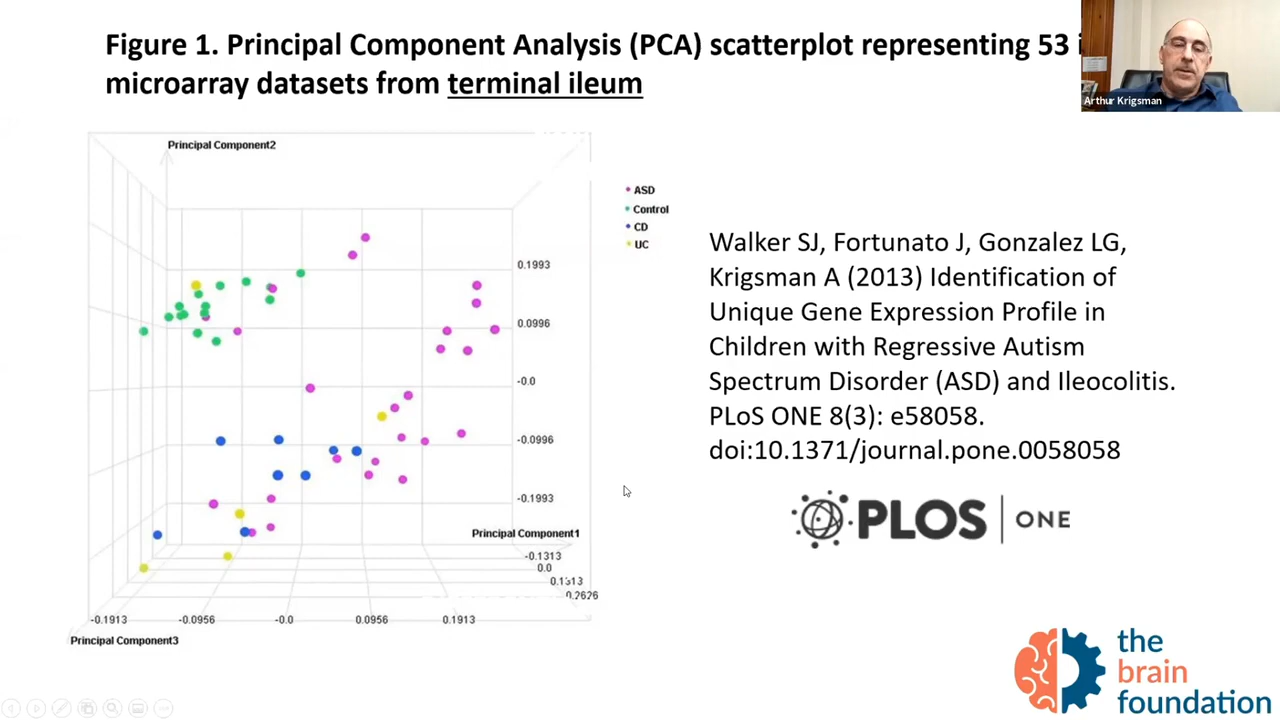 Figure 1. Principal Component Analysis (PCA) scatterplot representing 53
microarray datasets from terminal ileum
Arthur Krigsman
Principal Component2
ASD
Control
CD
UC
0.1993
0.0996
-0.0
-0.0996
-0.1993
Principal Component1
-0.1313
0.0
0.1313
0.2626
-0.1913
-0.0956
-0.0
0.0956
0.1913
Principal Component3
Walker SJ, Fortunato J, Gonzalez LG,
Krigsman A (2013) Identification of
Unique Gene Expression Profile in
Children with Regressive Autism
Spectrum Disorder (ASD) and Ileocolitis.
PLoS ONE 8(3): e58058.
doi:10.1371/journal.pone.0058058
PLOS ONE
the
brain
foundation